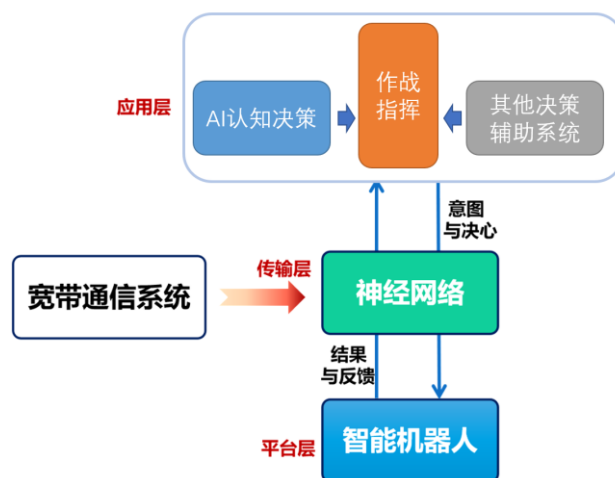 作战
指挥
AI认知决策
其他决策
辅助系统
应用层
意图
与决心
传输层
宽带通信系统
神经网络
结果
与反馈
平台层
智能机器人